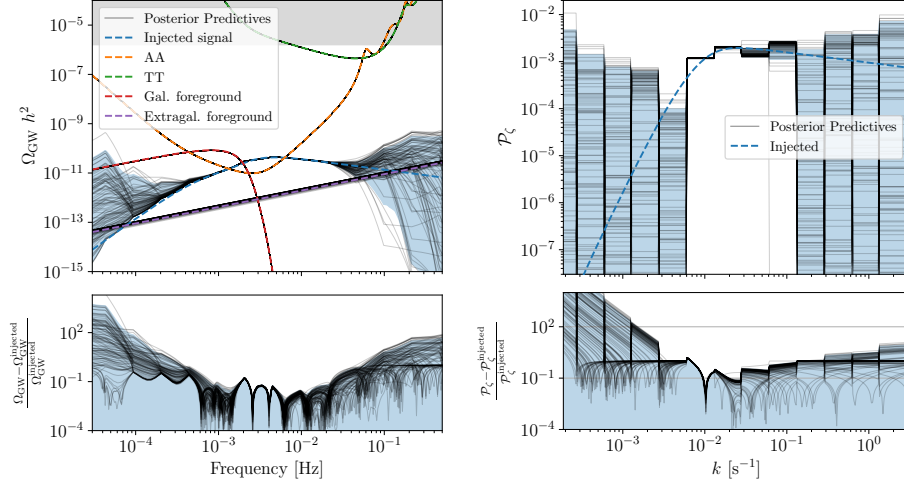 10^{-5}
10^{-7}
10^{-9}
10^{-11}
10^{-13}
10^{-15}
Ω_GW h^2
Posterior Predictives
Injected signal
AA
TT
Gal. foreground
Extragal. foreground
10^{-1}
10^{-2}
10^{-3}
10^{-4}
10^{-5}
10^{-6}
10^{-7}
P_ζ
Posterior Predictives
Injected
10^2
10^{-1}
10^{-4}
Ω_GW−Ω_GW^injected
Ω_GW^injected
10^{-4}
10^{-3}
10^{-2}
10^{-1}
Frequency [Hz]
10^2
10^{-1}
10^{-4}
P_ζ−P_ζ^injected
P_ζ^injected
10^{-3}
10^{-2}
10^{-1}
10^0
k [s^{-1}]